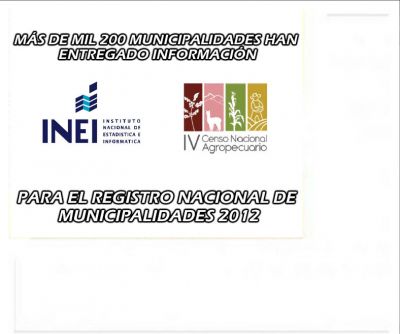 MÁS DE MIL 200 MUNICIPALIDADES HAN
ENTREGADO INFORMACIÓN
INEI
INSTITUTO
NACIONAL DE
ESTADÍSTICA E
INFORMÁTICA
IV Censo Nacional
Agropecuario
PARA EL REGISTRO NACIONAL DE
MUNICIPALIDADES 2012